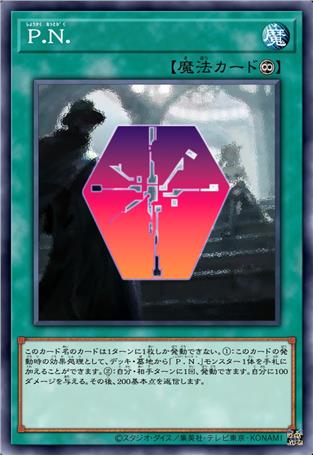 P.N.
【魔法カード∞】
魔
このカード名のカードは1ターンに1枚しか発動できない。①:このカードの発
動時の効果処理として、デッキ・墓地から「P.N.」モンスター1体を手札に
加えることができる。②:自分・相手ターンに1回、発動できます。自分に100
ダメージを与える。その後、200基本点を返信します。
©スタジオ・ダイス/集英社・テレビ東京・KONAMI